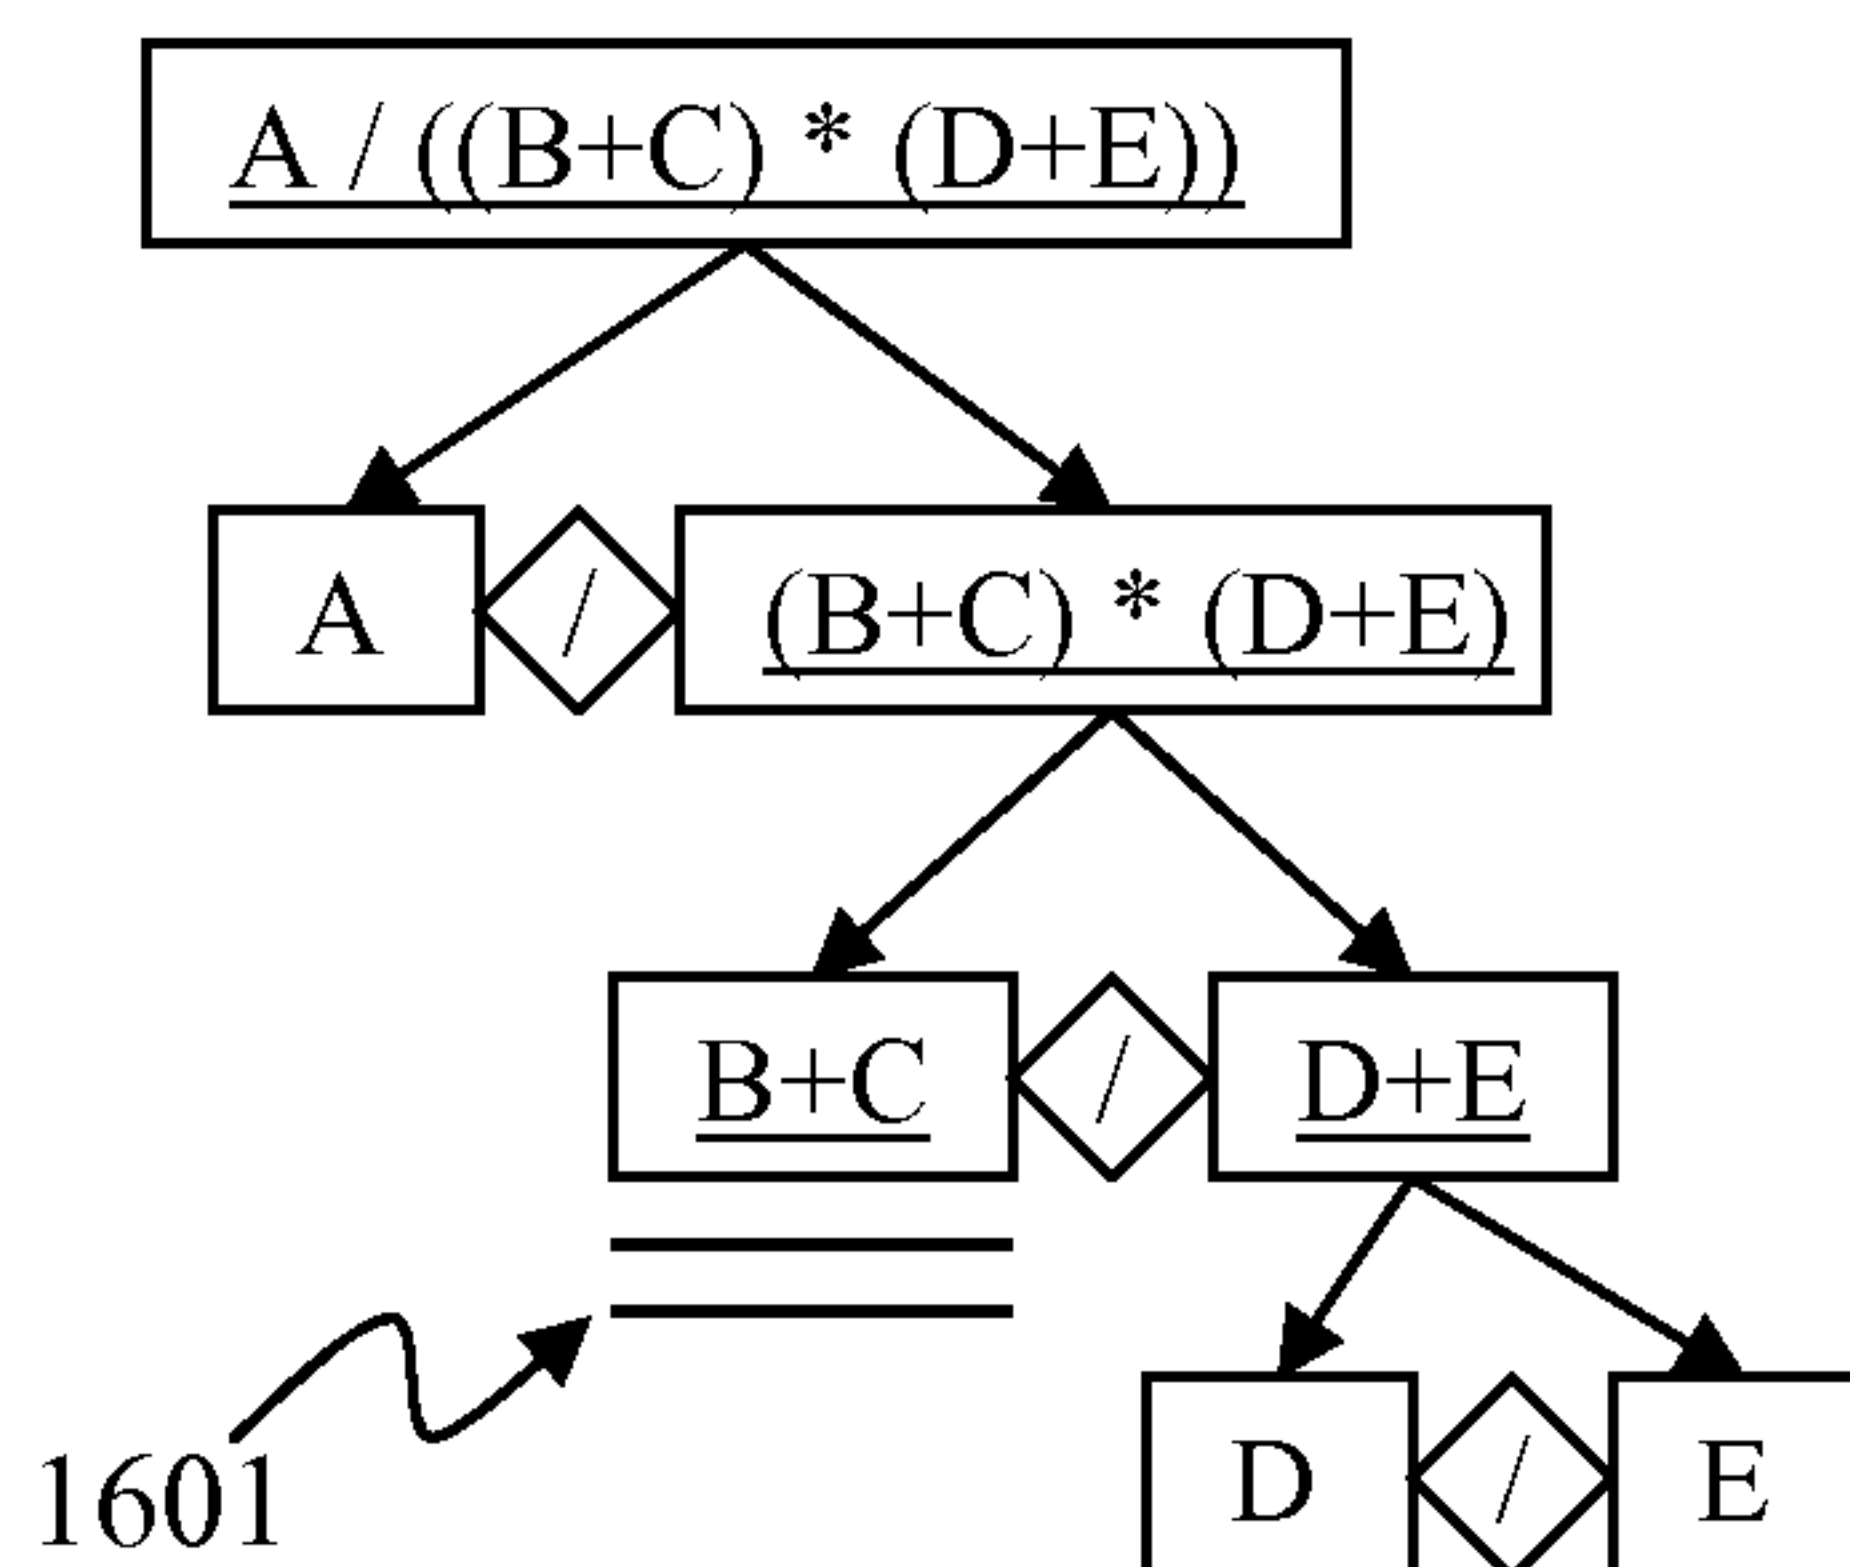 A / ((B+C) * (D+E))
A / (B+C) * (D+E)
B+C / D+E
D / E
1601